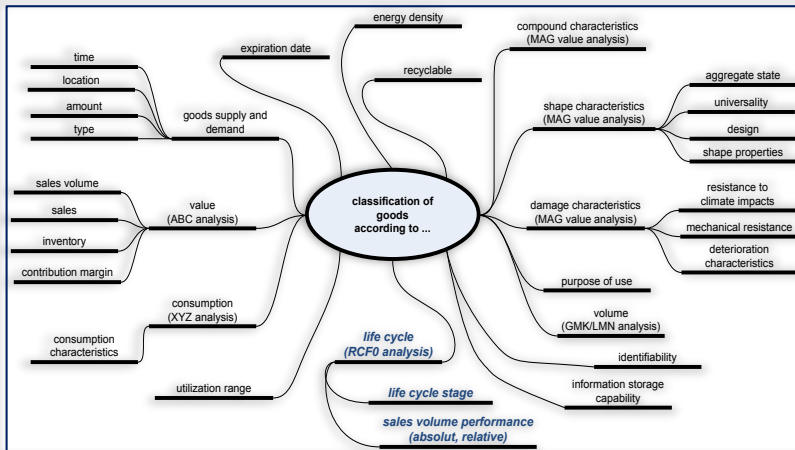 energy density
expiration date
recyclable
time
location
amount
type
goods supply and
demand
sales volume
sales
inventory
contribution margin
value
(ABC analysis)
consumption
(XYZ analysis)
consumption
characteristics
utilization range
classification of
goods
according to ...
life cycle
(RCF0 analysis)
life cycle stage
sales volume performance
(absolut, relative)
compound characteristics
(MAG value analysis)
shape characteristics
(MAG value analysis)
aggregate state
universality
design
shape properties
damage characteristics
(MAG value analysis)
resistance to
climate impacts
mechanical resistance
deterioration
characteristics
purpose of use
volume
(GMK/LMN analysis)
identifiability
information storage
capability